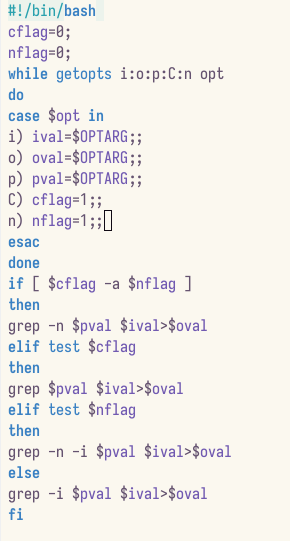 #!/bin/bash
cflag=0;
nflag=0;
while getopts i:o:p:C:n opt
do
case $opt in
i) ival=$OPTARG;;
o) oval=$OPTARG;;
p) pval=$OPTARG;;
C) cflag=1;;
n) nflag=1;;
esac
done
if [ $cflag -a $nflag ]
then
grep -n $pval $ival>$oval
elif test $cflag
then
grep $pval $ival>$oval
elif test $nflag
then
grep -n -i $pval $ival>$oval
else
grep -i $pval $ival>$oval
fi